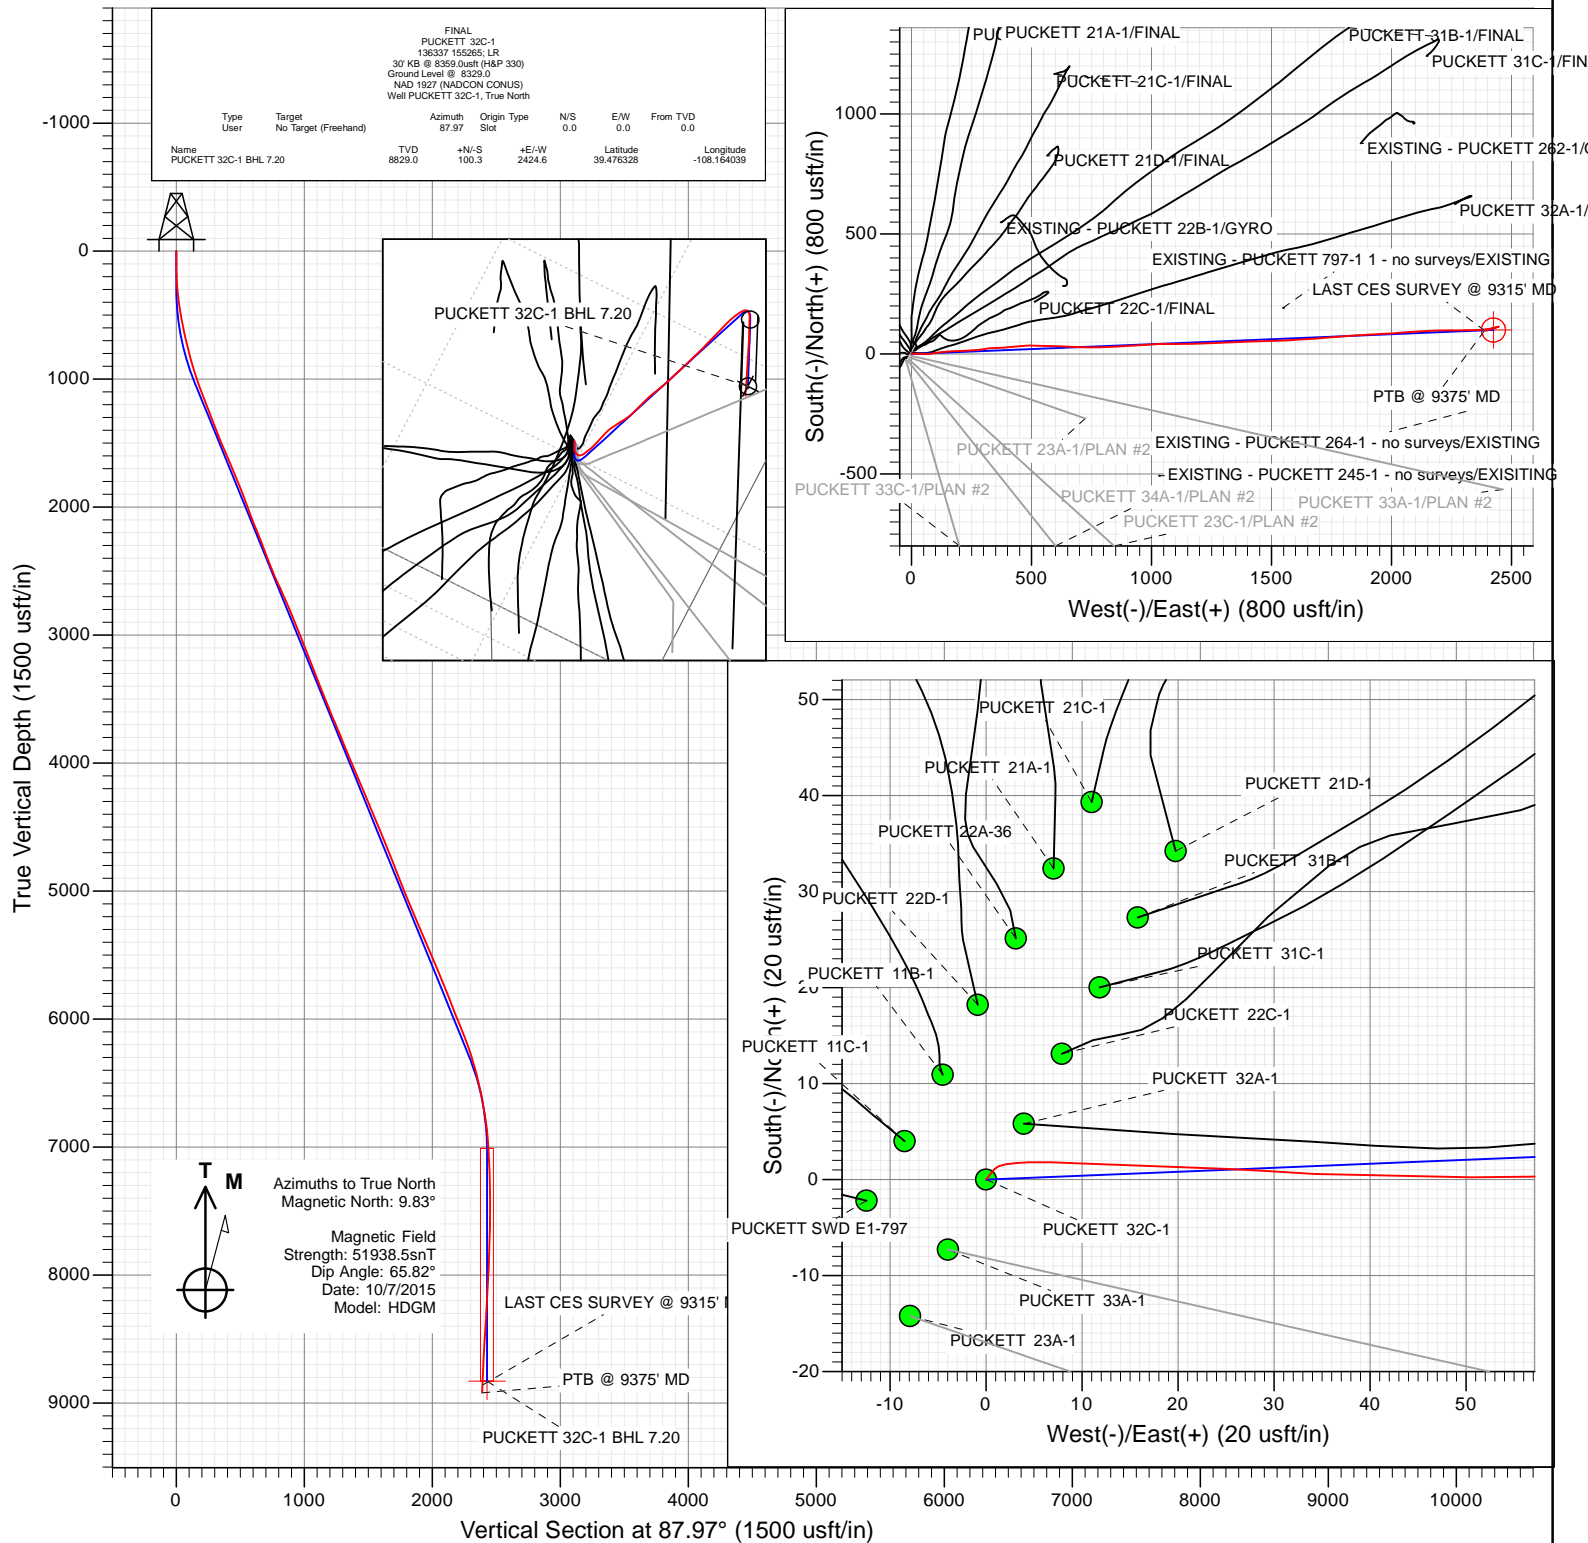 FINAL
PUCKETT 32C-1
136337 155265; LR
30' KB @ 8359.0usft (H&P 330)
Ground Level @ 8329.0
NAD 1927 (NADCON CONUS)
Well PUCKETT 32C-1, True North
Type Target Azimuth Origin Type N/S E/W From TVD
User No Target (Freehand) 87.97 Slot 0.0 0.0 0.0
Name TVD +N/-S +E/-W Latitude Longitude
PUCKETT 32C-1 BHL 7.20 8829.0 100.3 2424.6 39.476328 -108.164039
True Vertical Depth (1500 usft/in)
-1000
0
1000
2000
3000
4000
5000
6000
7000
8000
9000
PUCKETT 32C-1 BHL 7.20
T M
Azimuths to True North
Magnetic North: 9.83°
Magnetic Field
Strength: 51938.5snT
Dip Angle: 65.82°
Date: 10/7/2015
Model: HDGM
LAST CES SURVEY @ 9315'
PTB @ 9375' MD
PUCKETT 32C-1 BHL 7.20
0 1000 2000 3000 4000 5000 6000 7000 8000 9000 10000
Vertical Section at 87.97° (1500 usft/in)
PUCKETT 21A-1/FINAL
PUCKETT 31B-1/FINAL
PUCKETT 31C-1/FIN
PUCKETT 21C-1/FINAL
EXISTING - PUCKETT 262-1/
PUCKETT 21D-1/FINAL
PUCKETT 32A-1/
EXISTING - PUCKETT 22B-1/GYRO
EXISTING - PUCKETT 797-1 1 - no surveys/EXISTING
LAST CES SURVEY @ 9315' MD
PUCKETT 22C-1/FINAL
PTB @ 9375' MD
EXISTING - PUCKETT 264-1 - no surveys/EXISTING
PUCKETT 23A-1/PLAN #2
EXISTING - PUCKETT 245-1 - no surveys/EXISITING
PUCKETT 33C-1/PLAN #2
PUCKETT 34A-1/PLAN #2
PUCKETT 33A-1/PLAN #2
PUCKETT 23C-1/PLAN #2
South(-)/North(+) (800 usft/in)
1000
500
0
-500
0 500 1000 1500 2000 2500
West(-)/East(+) (800 usft/in)
PUCKETT 21C-1
PUCKETT 21A-1
PUCKETT 21D-1
PUCKETT 22A-36
PUCKETT 31B-1
PUCKETT 22D-1
PUCKETT 31C-1
PUCKETT 11B-1
PUCKETT 22C-1
PUCKETT 11C-1
PUCKETT 32A-1
PUCKETT SWD E1-797
PUCKETT 32C-1
PUCKETT 33A-1
PUCKETT 23A-1
50
40
30
20
10
0
-10
-20
South(-)/North(+) (20 usft/in)
-10 0 10 20 30 40 50
West(-)/East(+) (20 usft/in)